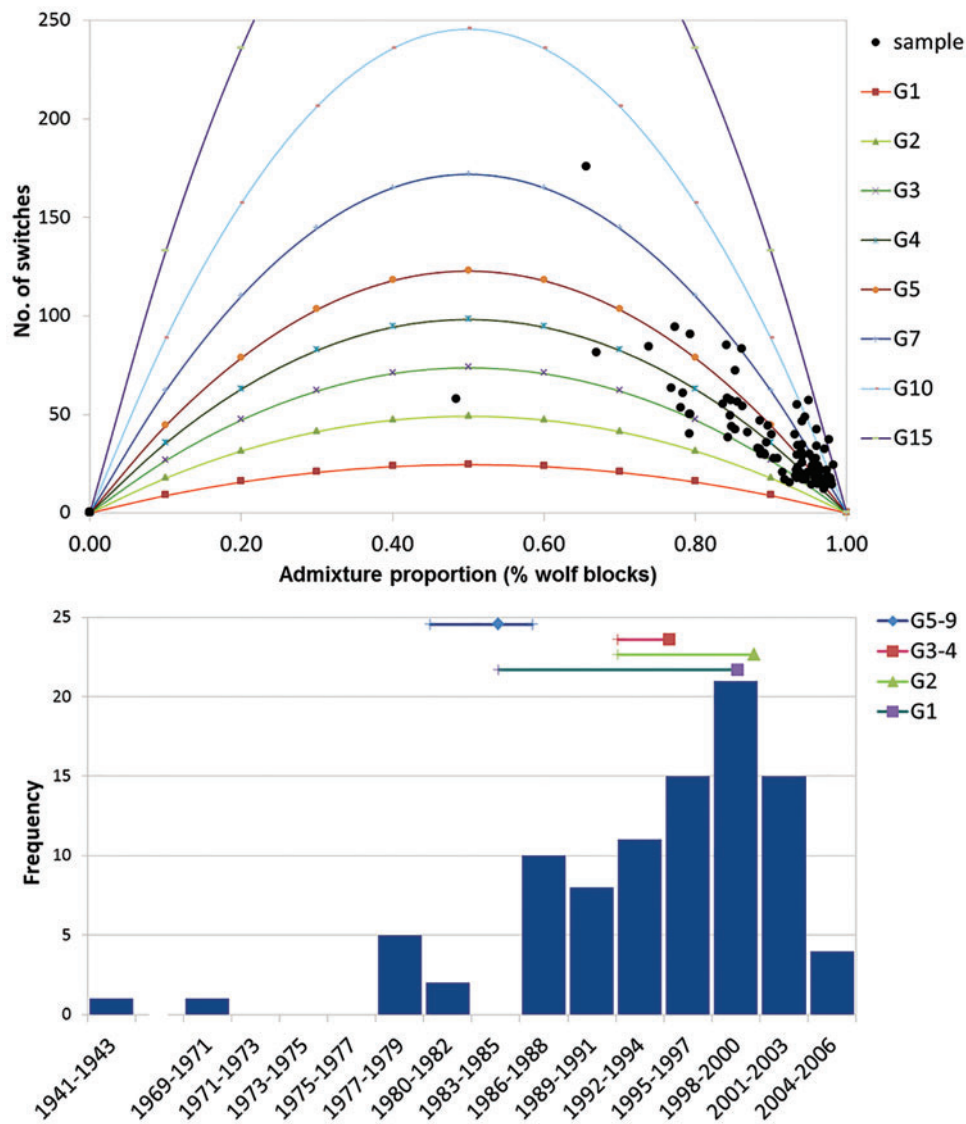 250
200
150
100
50
0
No. of switches
0.00 0.20 0.40 0.60 0.80 1.00
Admixture proportion (% wolf blocks)
sample
G1
G2
G3
G4
G5
G7
G10
G15
25
20
15
10
5
0
Frequency
1941-1943
1969-1971
1971-1973
1973-1975
1975-1977
1977-1979
1980-1982
1983-1985
1986-1988
1989-1991
1992-1994
1995-1997
1998-2000
2001-2003
2004-2006
G5-9
G3-4
G2
G1